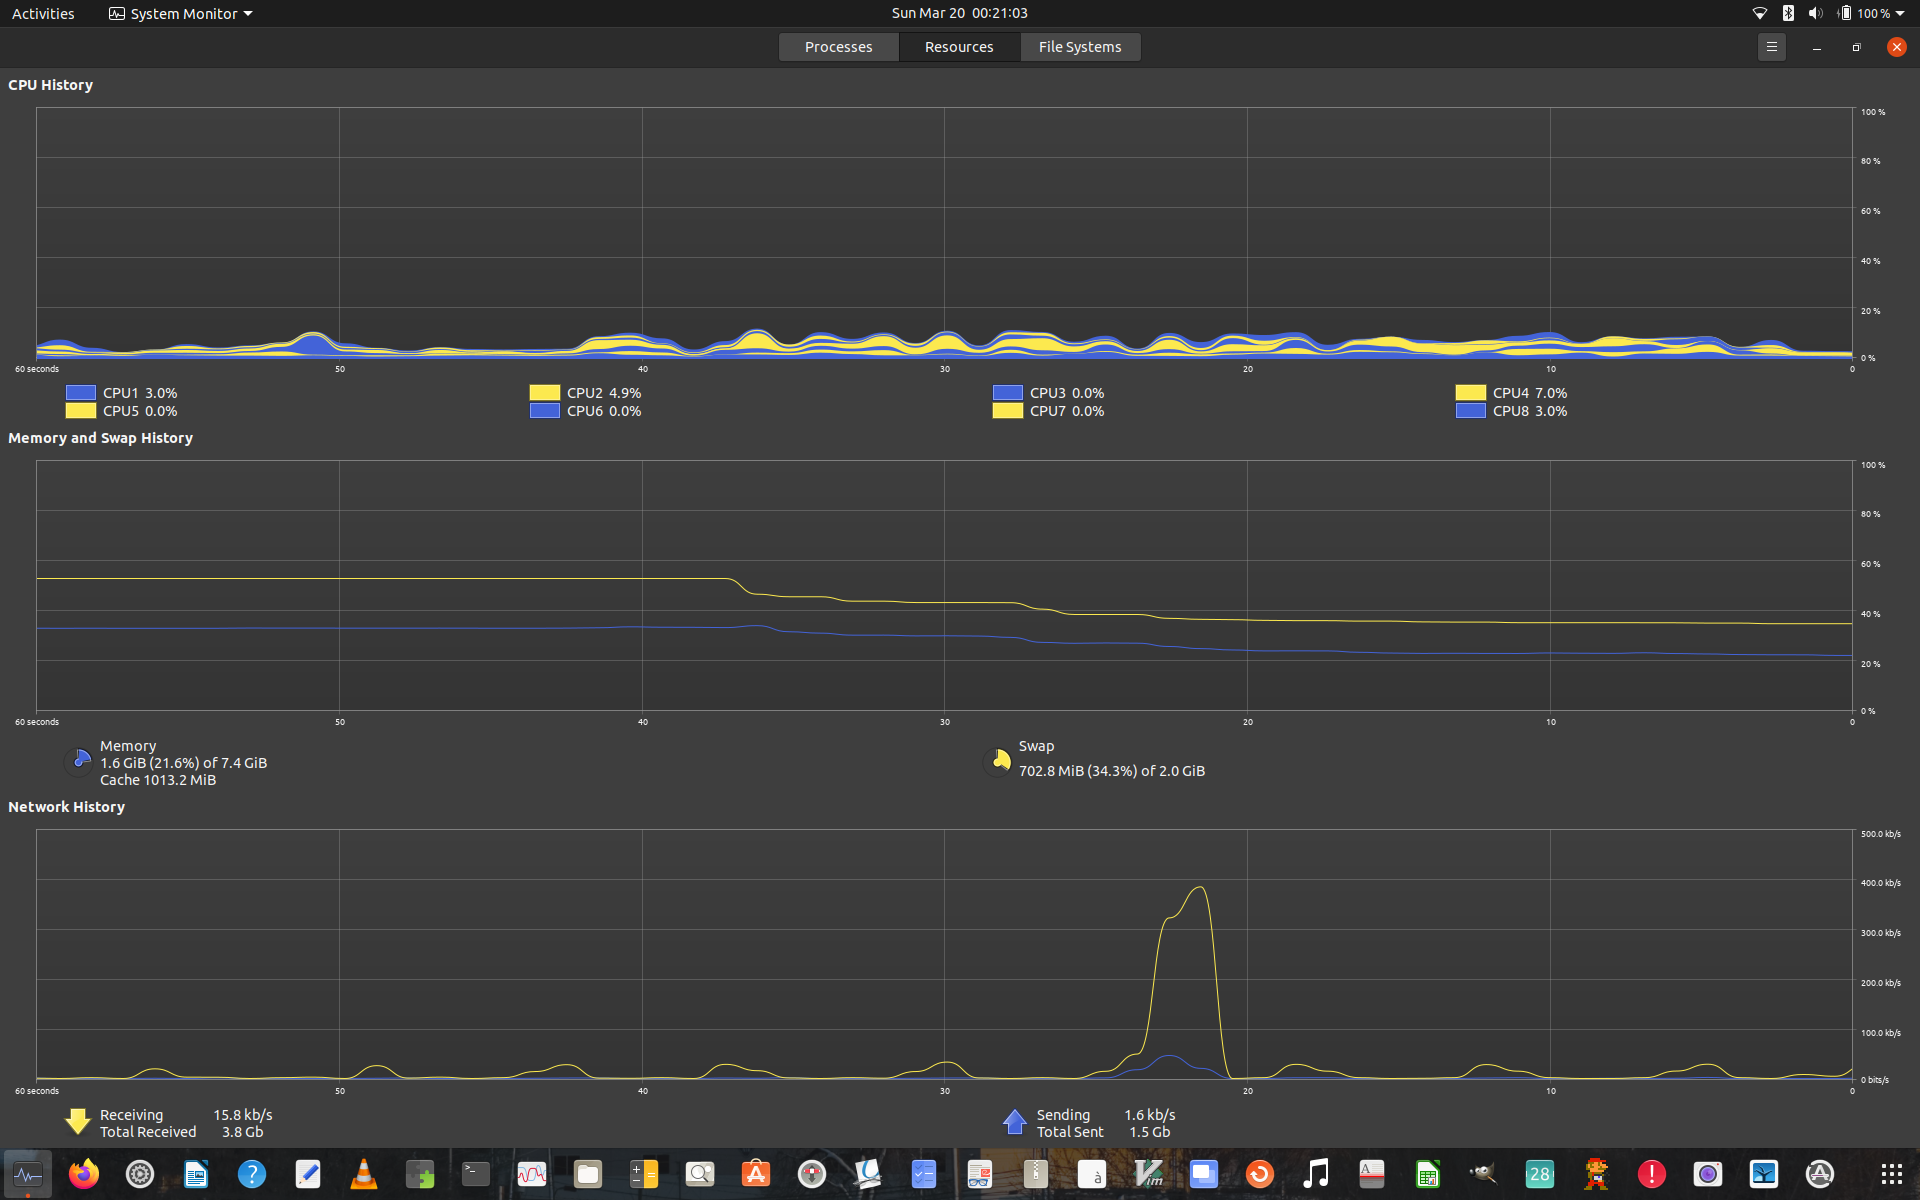 Activities
System Monitor
Sun Mar 20 00:21:03
100 %
Processes
Resources
File Systems
CPU History
100 %
80 %
60 %
40 %
20 %
0 %
60 seconds 50 40 30 20 10 0
CPU1 3.0% CPU2 4.9% CPU3 0.0% CPU4 7.0%
CPU5 0.0% CPU6 0.0% CPU7 0.0% CPU8 3.0%
Memory and Swap History
100 %
80 %
60 %
40 %
20 %
0 %
60 seconds 50 40 30 20 10 0
Memory
1.6 GiB (21.6%) of 7.4 GiB
Cache 1013.2 MiB
Swap
702.8 MiB (34.3%) of 2.0 GiB
Network History
500.0 kb/s
400.0 kb/s
300.0 kb/s
200.0 kb/s
100.0 kb/s
0 bits/s
60 seconds 50 40 30 20 10 0
Receiving 15.8 kb/s
Total Received 3.8 Gb
Sending 1.6 kb/s
Total Sent 1.5 Gb
?
>_
à
Vim
A
28
!